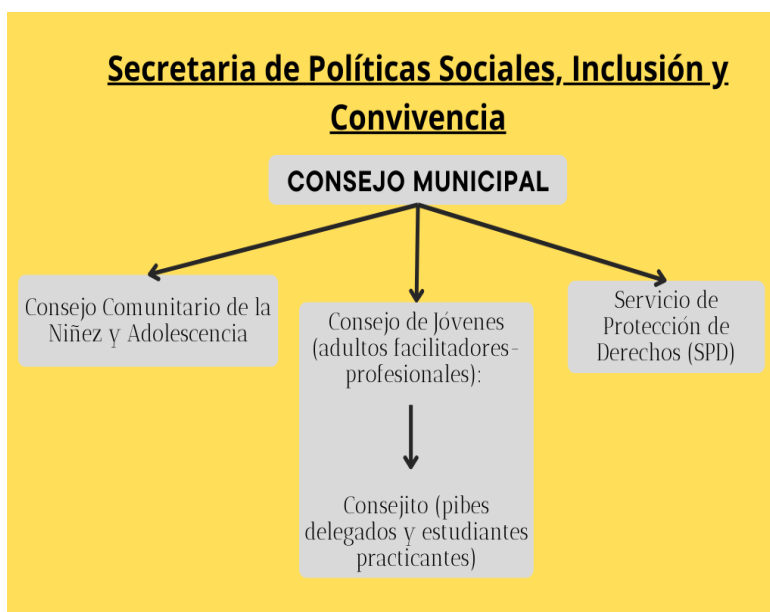 Secretaria de Políticas Sociales, Inclusión y
Convivencia
CONSEJO MUNICIPAL
Consejo Comunitario de la
Niñez y Adolescencia
Consejo de Jóvenes
(adultos facilitadores-
profesionales):
Consejito (pibes
delegados y estudiantes
practicantes)
Servicio de
Protección de
Derechos (SPD)